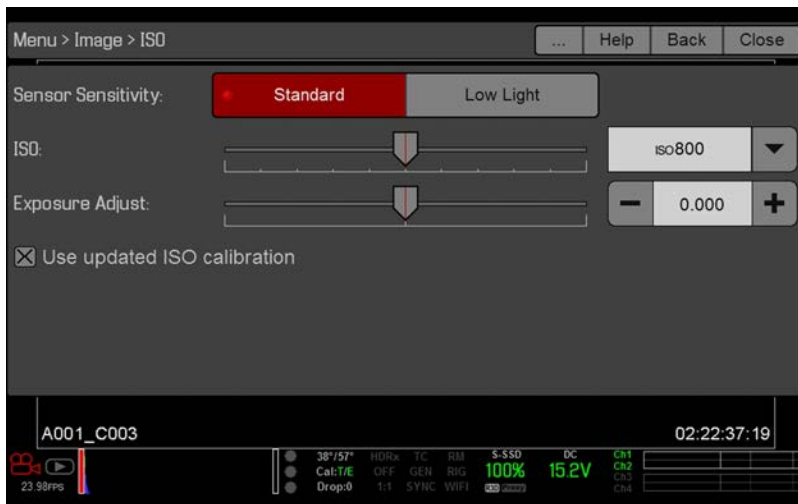 Menu > Image > ISO ... Help Back Close
Sensor Sensitivity: Standard Low Light
ISO: ISO800
Exposure Adjust: 0.000
Use updated ISO calibration
A001_C003 02:22:37:19
38°/57° HDRx TC RM S-SSD DC Ch1
Cal:T/E OFF GEN RIG 100% 15.2V Ch2
Ch3
Drop:0 1:1 SYNC WIFI R3D Proxy Ch4
23.98FPS